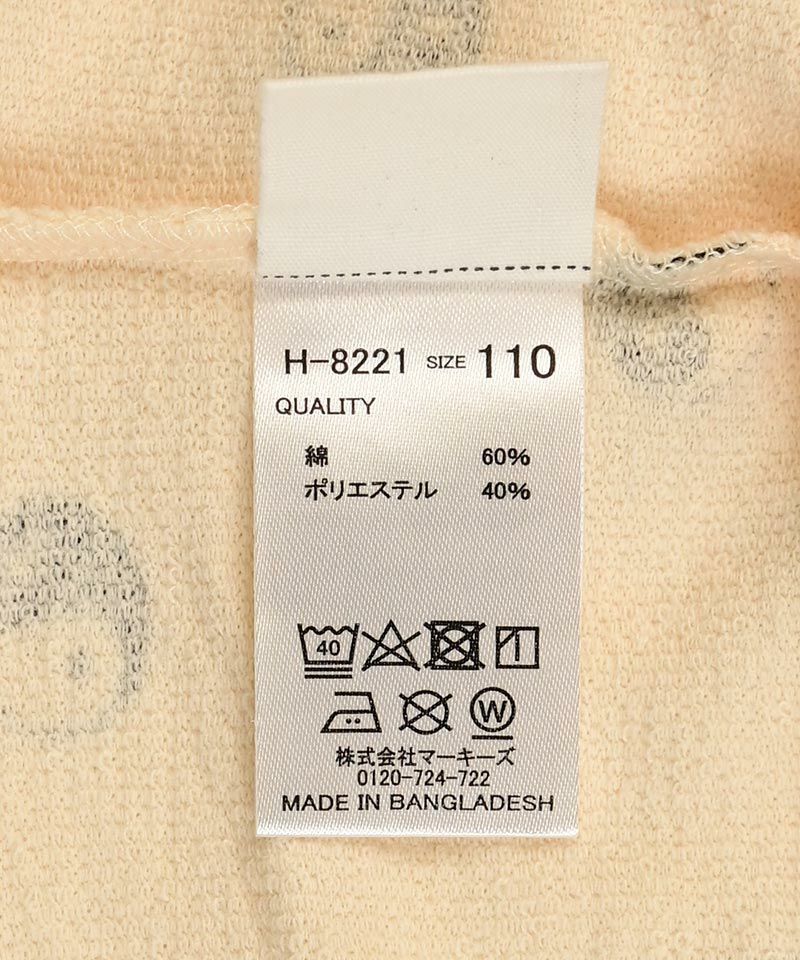 H-8221 SIZE 110
QUALITY
綿 60%
ポリエステル 40%
40
W
株式会社マーキーズ
0120-724-722
MADE IN BANGLADESH